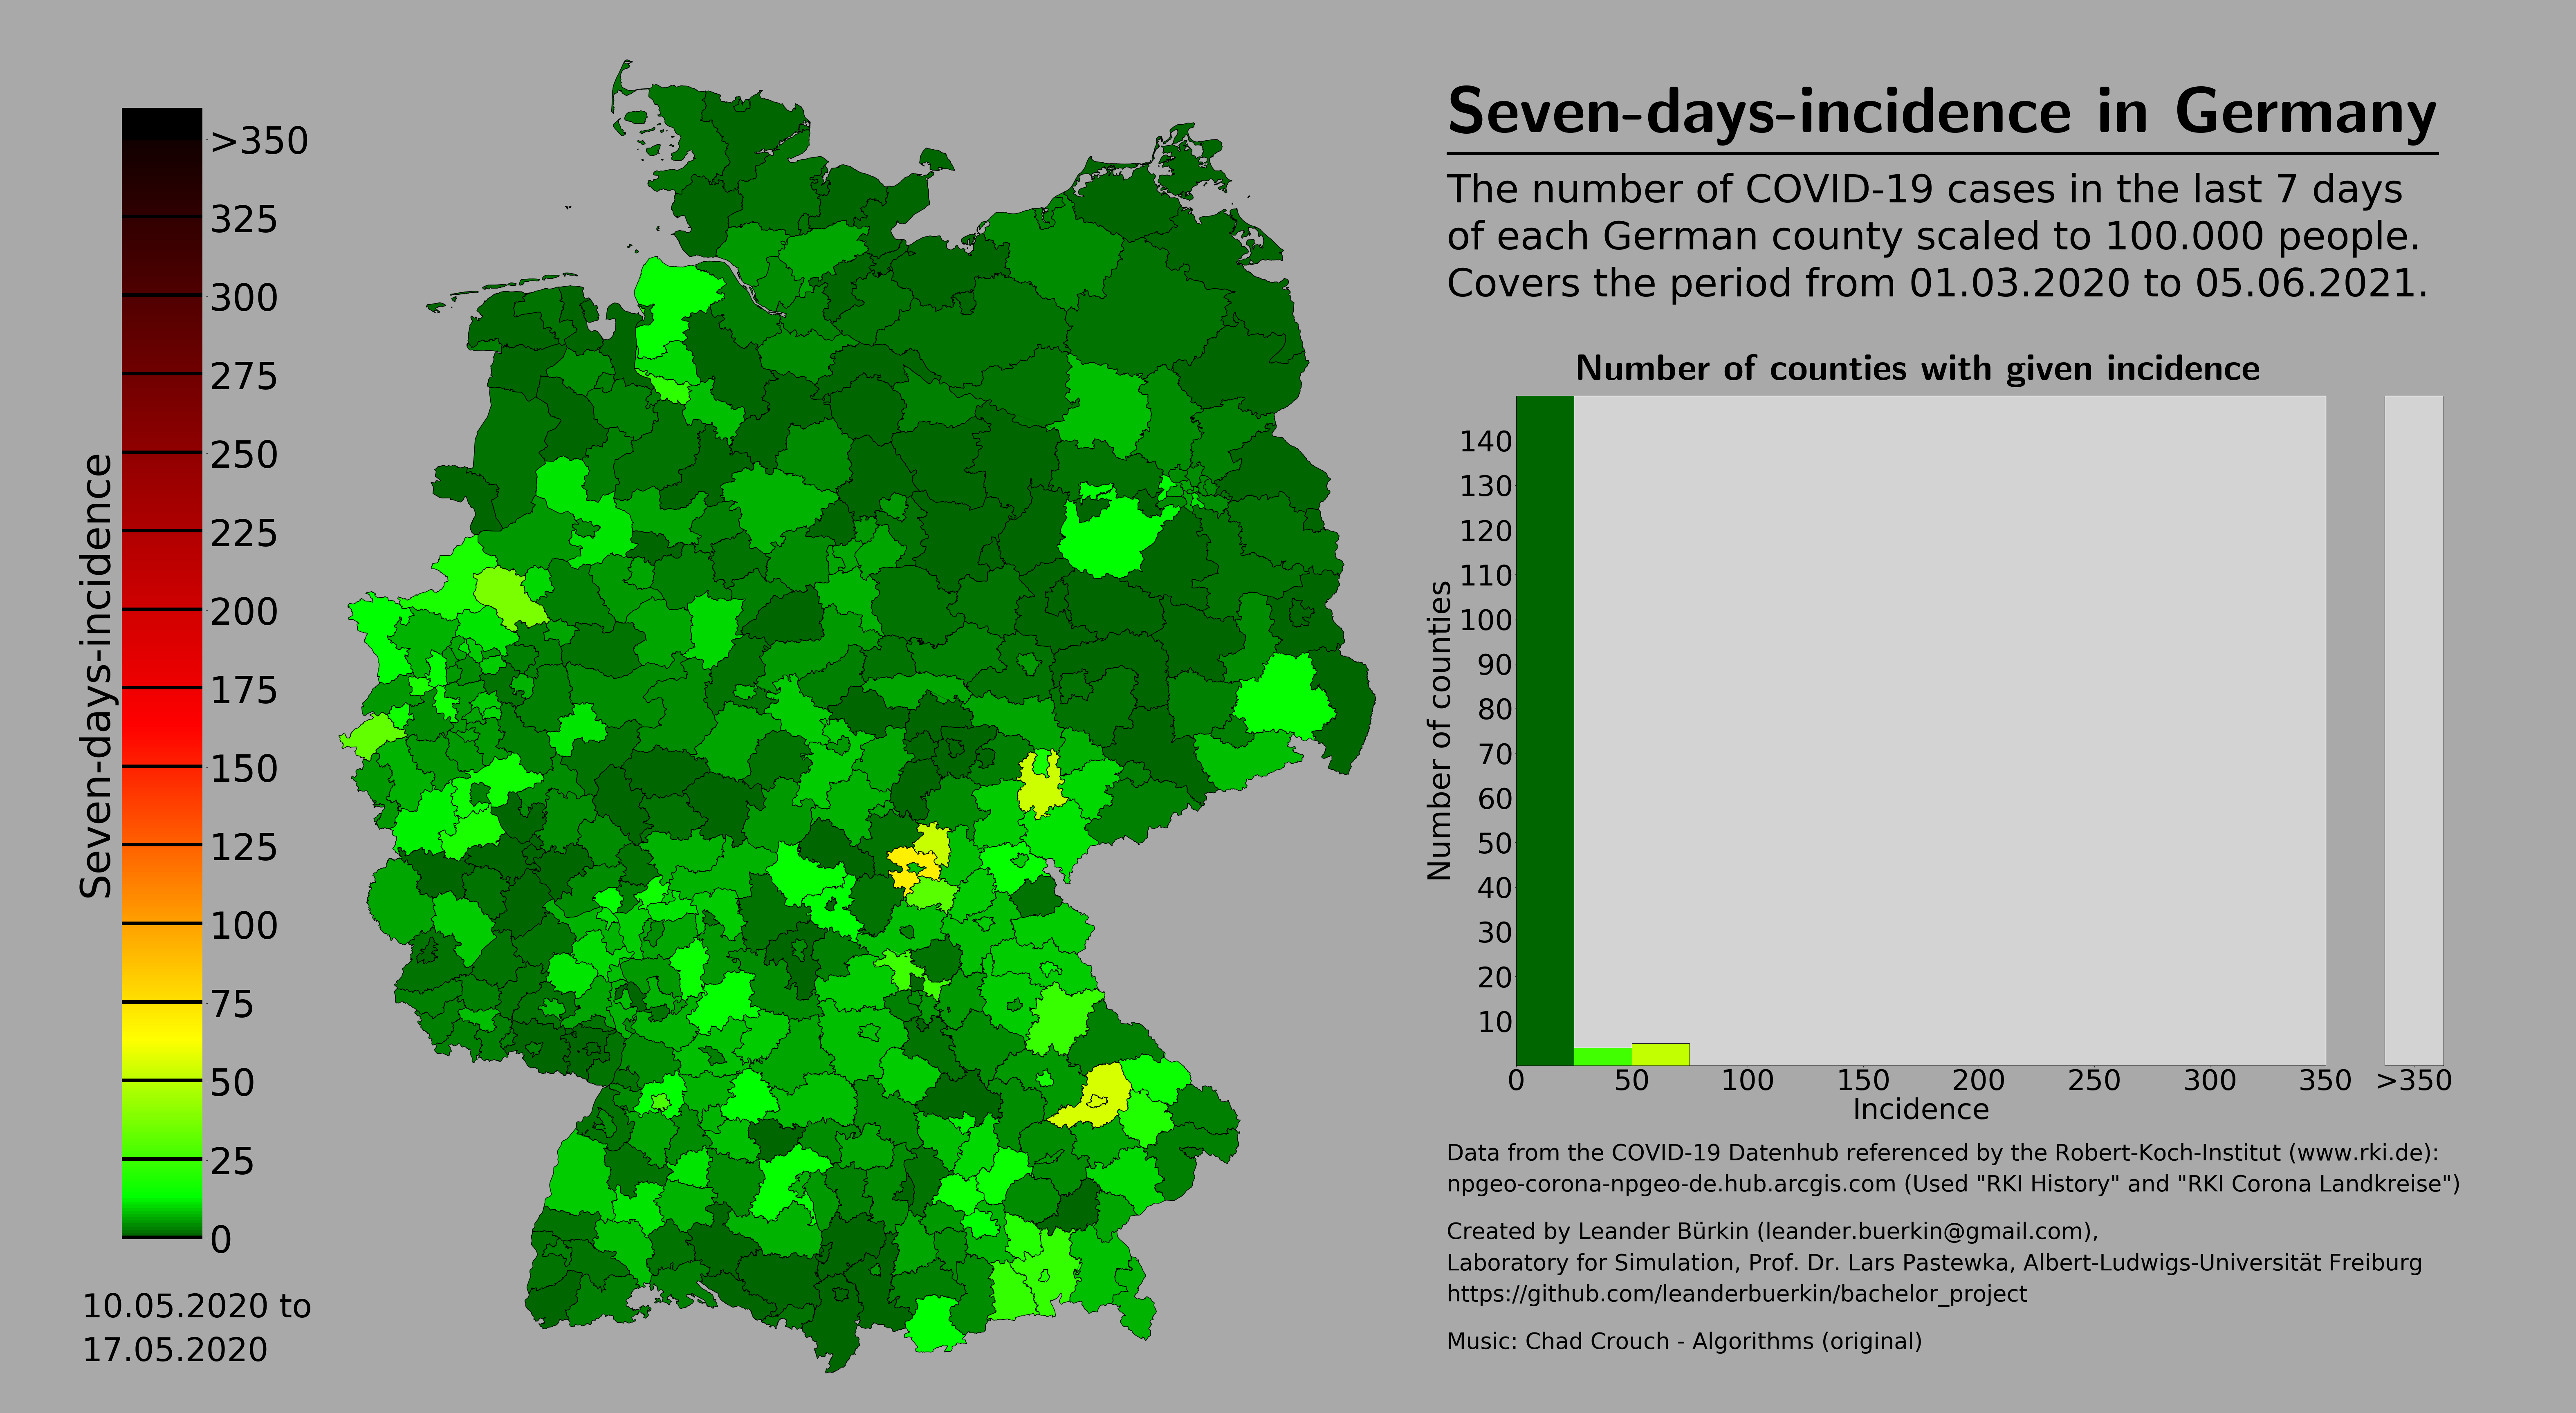 Seven-days-incidence in Germany
The number of COVID-19 cases in the last 7 days
of each German county scaled to 100.000 people.
Covers the period from 01.03.2020 to 05.06.2021.
Seven-days-incidence
>350
325
300
275
250
225
200
175
150
125
100
75
50
25
0
10.05.2020 to
17.05.2020
Number of counties with given incidence
Number of counties
140
130
120
110
100
90
80
70
60
50
40
30
20
10
0 50 100 150 200 250 300 350 >350
Incidence
Data from the COVID-19 Datenhub referenced by the Robert-Koch-Institut (www.rki.de):
npgeo-corona-npgeo-de.hub.arcgis.com (Used "RKI History" and "RKI Corona Landkreise")
Created by Leander Bürkin (leander.buerkin@gmail.com),
Laboratory for Simulation, Prof. Dr. Lars Pastewka, Albert-Ludwigs-Universität Freiburg
https://github.com/leanderbuerkin/bachelor_project
Music: Chad Crouch - Algorithms (original)